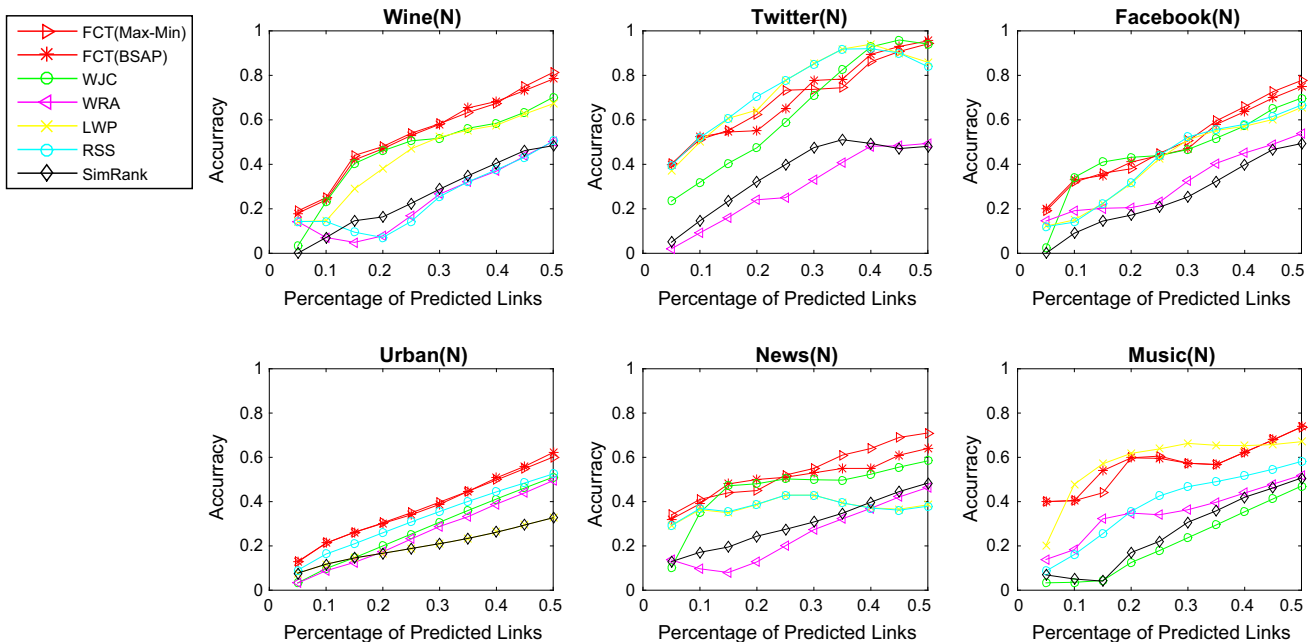 FCT(Max-Min)
FCT(BSAP)
WJC
WRA
LWP
RSS
SimRank
Wine(N)
1
0.8
0.6
0.4
0.2
0
Accurracy
0 0.1 0.2 0.3 0.4 0.5
Percentage of Predicted Links
Twitter(N)
1
0.8
0.6
0.4
0.2
0
Accurracy
0 0.1 0.2 0.3 0.4 0.5
Percentage of Predicted Links
Facebook(N)
1
0.8
0.6
0.4
0.2
0
Accurracy
0 0.1 0.2 0.3 0.4 0.5
Percentage of Predicted Links
Urban(N)
1
0.8
0.6
0.4
0.2
0
Accurracy
0 0.1 0.2 0.3 0.4 0.5
Percentage of Predicted Links
News(N)
1
0.8
0.6
0.4
0.2
0
Accurracy
0 0.1 0.2 0.3 0.4 0.5
Percentage of Predicted Links
Music(N)
1
0.8
0.6
0.4
0.2
0
Accurracy
0 0.1 0.2 0.3 0.4 0.5
Percentage of Predicted Links